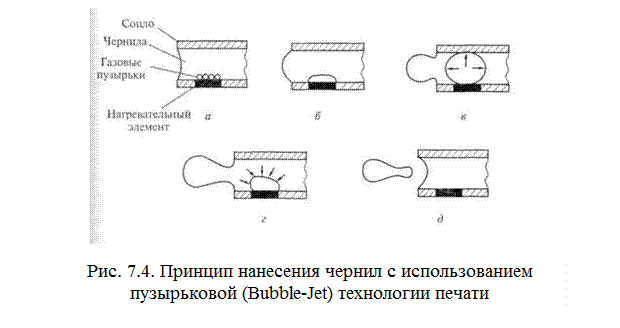 Сопло
Чернила
Газовые
пузырьки
Нагревательный
элемент
а
б
в
г
д
Рис. 7.4. Принцип нанесения чернил с использованием
пузырьковой (Bubble-Jet) технологии печати